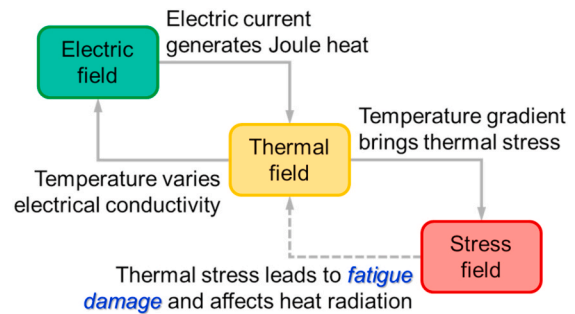 Electric current
generates Joule heat
Electric
field
Temperature gradient
brings thermal stress
Thermal
field
Temperature varies
electrical conductivity
Stress
field
Thermal stress leads to fatigue
damage and affects heat radiation